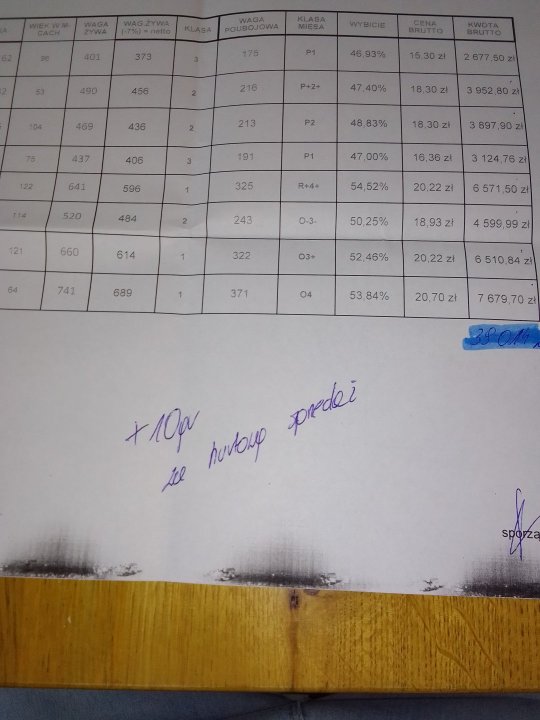 WIEK W M-CACH WAGA ŻYWA WAG.ŻYWA (-7%) = netto KLASA WAGA POUBOJOWA KLASA MIĘSA WYBICIE CENA BRUTTO KWOTA BRUTTO
62 96 401 373 3 175 P1 46,93% 15,30 zł 2 677,50 zł
53 490 456 2 216 P+2+ 47,40% 18,30 zł 3 952,80 zł
104 469 436 2 213 P2 48,83% 18,30 zł 3 897,90 zł
75 437 406 3 191 P1 47,00% 16,36 zł 3 124,76 zł
122 641 596 1 325 R+4+ 54,52% 20,22 zł 6 571,50 zł
114 520 484 2 243 O-3- 50,25% 18,93 zł 4 599,99 zł
121 660 614 1 322 O3+ 52,46% 20,22 zł 6 510,84 zł
64 741 689 1 371 O4 53,84% 20,70 zł 7 679,70 zł
39 014
+10gr
za hurtową sprzedaż
sporzą